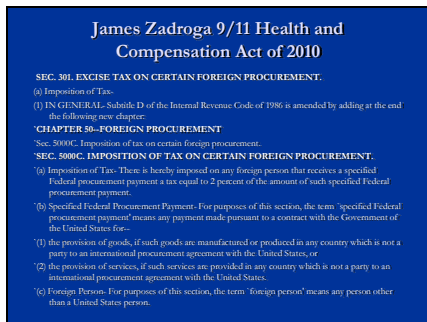 James Zadroga 9/11 Health and
Compensation Act of 2010
SEC. 301. EXCISE TAX ON CERTAIN FOREIGN PROCUREMENT.
(a) Imposition of Tax-
(1) IN GENERAL- Subtitle D of the Internal Revenue Code of 1986 is amended by adding at the end
the following new chapter:
`CHAPTER 50--FOREIGN PROCUREMENT
`Sec. 5000C. Imposition of tax on certain foreign procurement.
`SEC. 5000C. IMPOSITION OF TAX ON CERTAIN FOREIGN PROCUREMENT.
`(a) Imposition of Tax- There is hereby imposed on any foreign person that receives a specified
Federal procurement payment a tax equal to 2 percent of the amount of such specified Federal
procurement payment.
`(b) Specified Federal Procurement Payment- For purposes of this section, the term `specified Federal
procurement payment' means any payment made pursuant to a contract with the Government of
the United States for--
`(1) the provision of goods, if such goods are manufactured or produced in any country which is not a
party to an international procurement agreement with the United States, or
`(2) the provision of services, if such services are provided in any country which is not a party to an
international procurement agreement with the United States.
`(c) Foreign Person- For purposes of this section, the term `foreign person' means any person other
than a United States person.